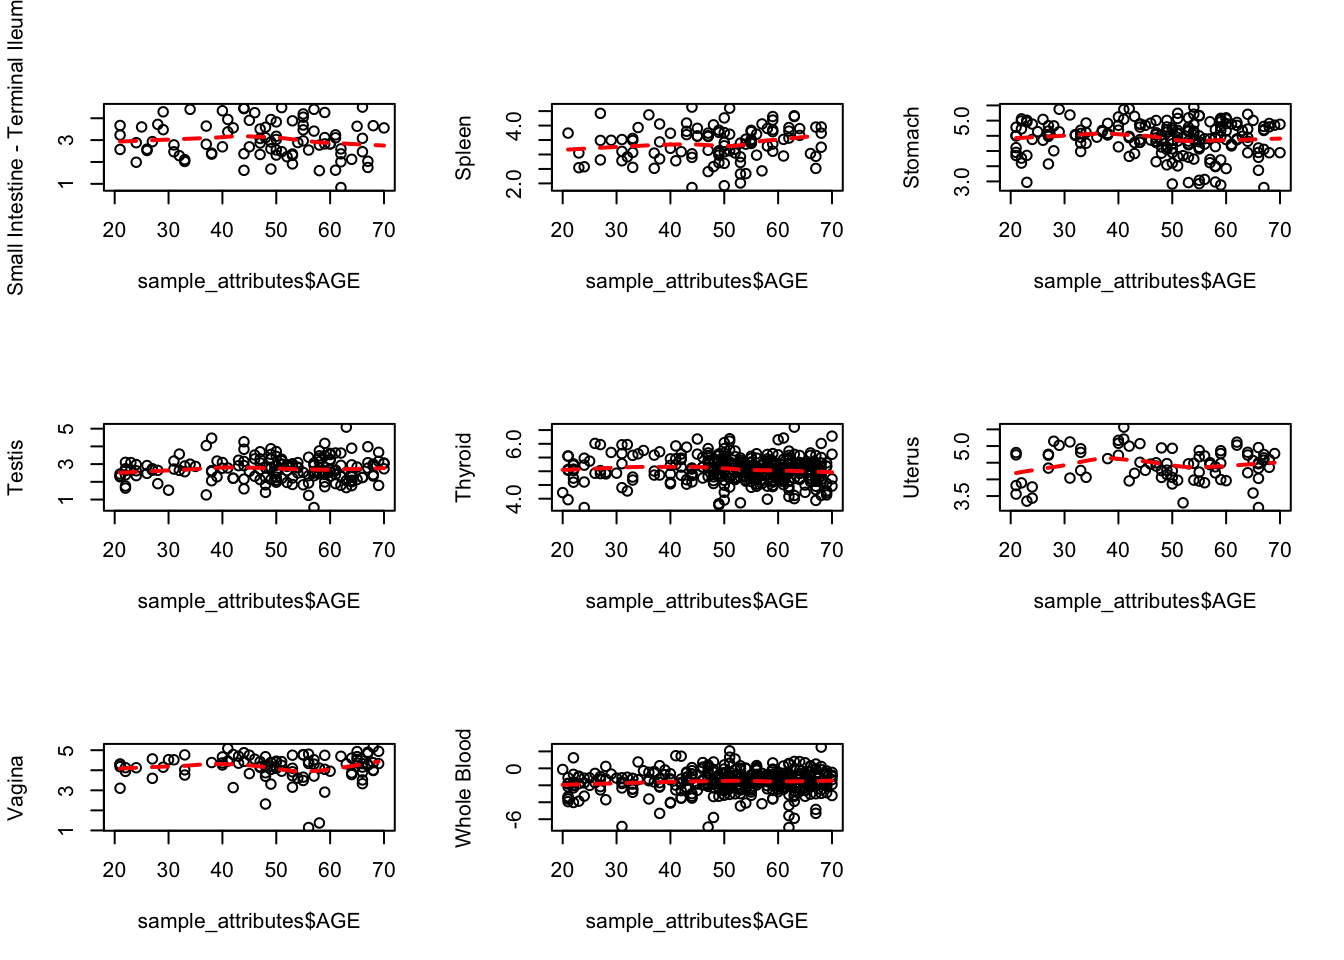 Small Intestine - Terminal Ileum
1 3
20 30 40 50 60 70
sample_attributes$AGE
Spleen
2.0 4.0
20 30 40 50 60 70
sample_attributes$AGE
Stomach
3.0 5.0
20 30 40 50 60 70
sample_attributes$AGE
Testis
1 3 5
20 30 40 50 60 70
sample_attributes$AGE
Thyroid
4.0 6.0
20 30 40 50 60 70
sample_attributes$AGE
Uterus
3.5 5.0
20 30 40 50 60 70
sample_attributes$AGE
Vagina
1 3 5
20 30 40 50 60 70
sample_attributes$AGE
Whole Blood
-6 0
20 30 40 50 60 70
sample_attributes$AGE